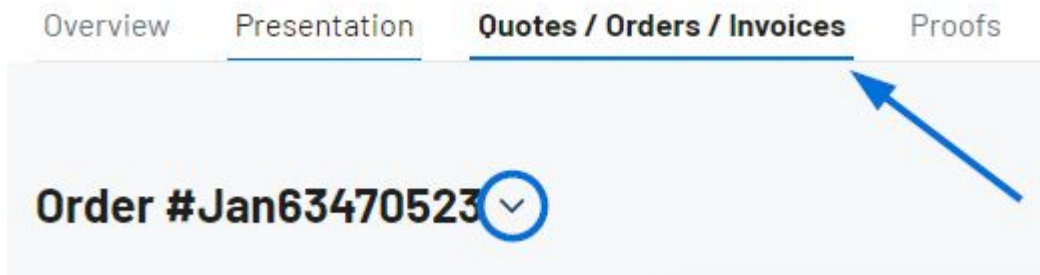 Overview Presentation Quotes / Orders / Invoices Proofs
Order #Jan63470523